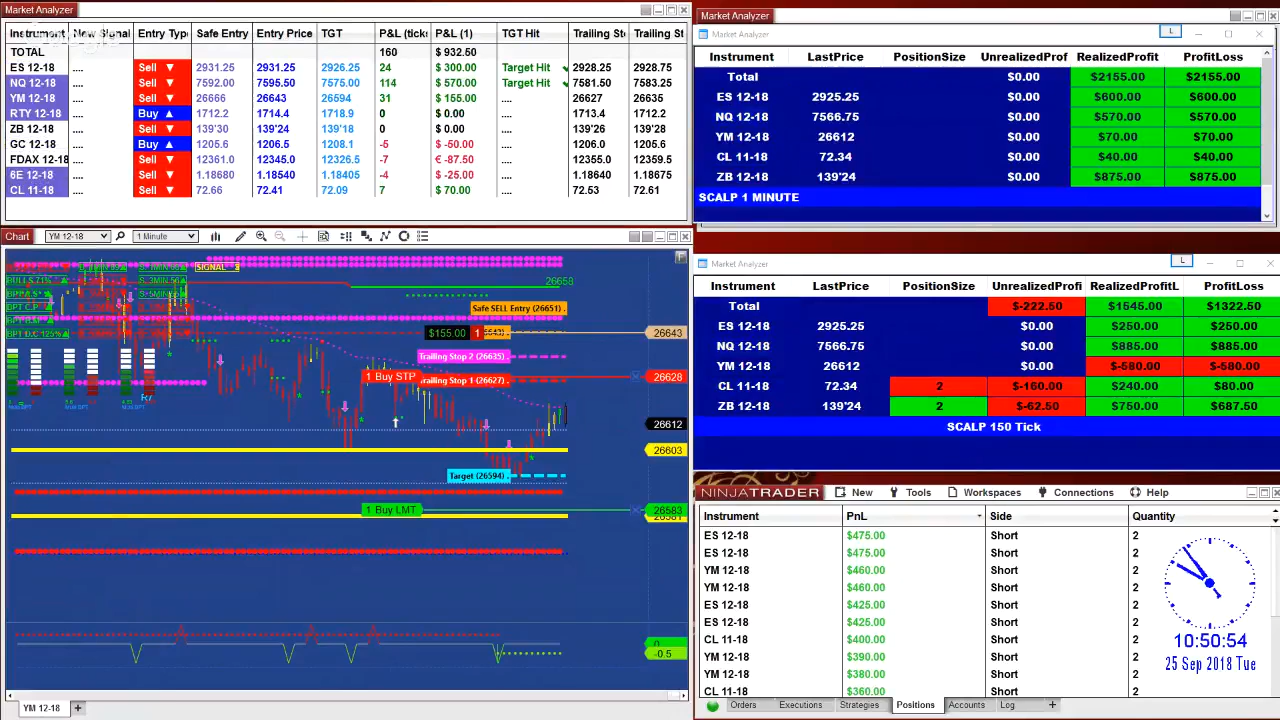 Market Analyzer
Instrument New Signal Entry Type Safe Entry Entry Price TGT P&L (ticks P&L (1) TGT Hit Trailing Sto Trailing St
TOTAL 160 $ 932.50
ES 12-18 .... Sell ▼ 2931.25 2931.25 2926.25 24 $ 300.00 Target Hit 2928.25 2928.75
NQ 12-18 .... Sell ▼ 7592.00 7595.50 7575.00 114 $ 570.00 Target Hit 7581.50 7583.25
YM 12-18 .... Sell ▼ 26666 26643 26594 31 $ 155.00 .... 26627 26635
RTY 12-18 .... Buy ▲ 1712.2 1714.4 1718.9 0 $ 0.00 .... 1713.4 1712.2
ZB 12-18 .... Sell ▼ 139'30 139'24 139'18 0 $ 0.00 .... 139'26 139'28
GC 12-18 .... Buy ▲ 1205.6 1206.5 1208.1 -5 $ -50.00 .... 1206.0 1205.6
FDAX 12-18 .... Sell ▼ 12361.0 12345.0 12326.5 -7 € -87.50 .... 12355.0 12359.5
6E 12-18 .... Sell ▼ 1.18680 1.18540 1.18405 -4 $ -25.00 .... 1.18640 1.18675
CL 11-18 .... Sell ▼ 72.66 72.41 72.09 7 $ 70.00 .... 72.53 72.61
Chart YM 12-18 1 Minute
SIGNAL
F
26658
Safe SELL Entry (26651)
$155.00 1 26643
Trailing Stop 2 (26635)
1 Buy STP Trailing Stop 1 (26627) 26628
26612
26603
Target (26594)
1 Buy LMT 26583
0
-0.5
YM 12-18 +
Market Analyzer
Market Analyzer L
Instrument LastPrice PositionSize UnrealizedProf RealizedProfit ProfitLoss
Total $0.00 $2155.00 $2155.00
ES 12-18 2925.25 $0.00 $600.00 $600.00
NQ 12-18 7566.75 $0.00 $570.00 $570.00
YM 12-18 26612 $0.00 $70.00 $70.00
CL 11-18 72.34 $0.00 $40.00 $40.00
ZB 12-18 139'24 $0.00 $875.00 $875.00
SCALP 1 MINUTE
Market Analyzer L
Instrument LastPrice PositionSize UnrealizedProfi RealizedProfitL ProfitLoss
Total $-222.50 $1545.00 $1322.50
ES 12-18 2925.25 $0.00 $250.00 $250.00
NQ 12-18 7566.75 $0.00 $885.00 $885.00
YM 12-18 26612 $0.00 $-580.00 $-580.00
CL 11-18 72.34 2 $-160.00 $240.00 $80.00
ZB 12-18 139'24 2 $-62.50 $750.00 $687.50
SCALP 150 Tick
NINJATRADER New Tools Workspaces Connections Help
Instrument PnL Side Quantity
ES 12-18 $475.00 Short 2
ES 12-18 $475.00 Short 2
YM 12-18 $460.00 Short 2
YM 12-18 $460.00 Short 2
ES 12-18 $425.00 Short 2
ES 12-18 $425.00 Short 2
CL 11-18 $400.00 Short 2
YM 12-18 $390.00 Short 2
YM 12-18 $380.00 Short 2
CL 11-18 $360.00 Short 2
10:50:54
25 Sep 2018 Tue
Orders Executions Strategies Positions Accounts Log +